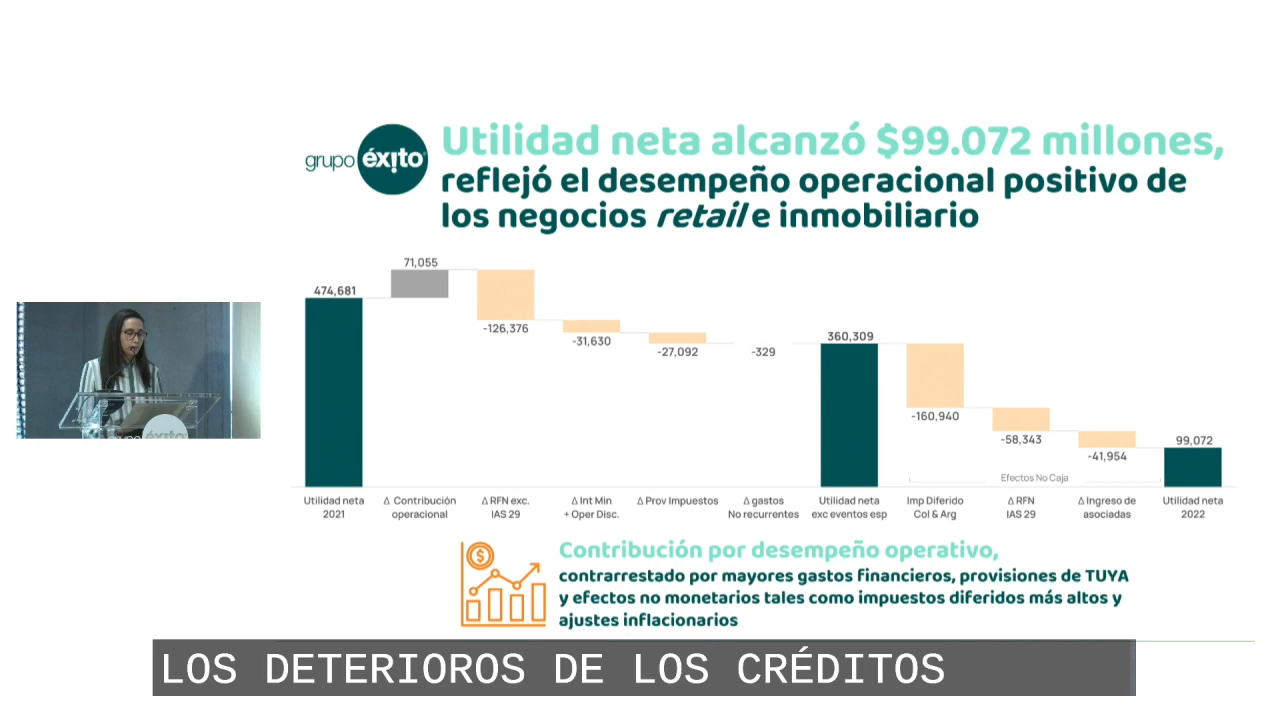 grupo éxito
Utilidad neta alcanzó $99.072 millones,
reflejó el desempeño operacional positivo de
los negocios retail e inmobiliario
474,681
71,055
-126,376
-31,630
-27,092
-329
360,309
-160,940
-58,343
-41,954
99,072
Efectos No Caja
Utilidad neta
2021
Δ Contribución
operacional
Δ RFN exc.
IAS 29
Δ Int Min
+ Oper Disc.
Δ Prov Impuestos
Δ gastos
No recurrentes
Utilidad neta
exc eventos esp
Imp Diferido
Col & Arg
Δ RFN
IAS 29
Δ Ingreso de
asociadas
Utilidad neta
2022
grupo éxito
$
Contribución por desempeño operativo,
contrarrestado por mayores gastos financieros, provisiones de TUYA
y efectos no monetarios tales como impuestos diferidos más altos y
ajustes inflacionarios
LOS DETERIOROS DE LOS CRÉDITOS